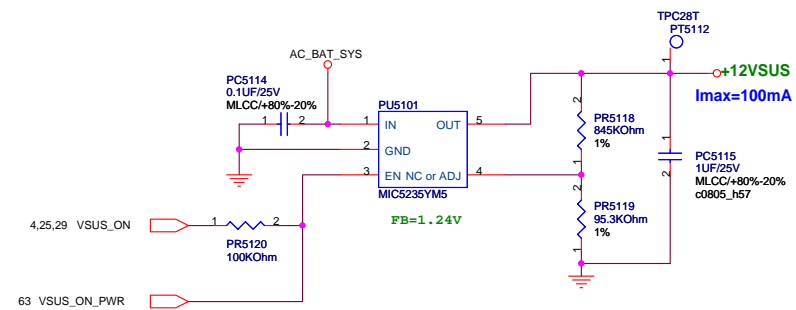 TPC28T
PT5112
1
AC_BAT_SYS
+12VSUS
Imax=100mA
PC5114
0.1UF/25V
MLCC/+80%-20%
1 2
PU5101
1 IN OUT 5
2 GND
3 EN NC or ADJ 4
MIC5235YM5
FB=1.24V
2
PR5118
845KOhm
1%
1
2
PR5119
95.3KOhm
1%
1
1
PC5115
1UF/25V
MLCC/+80%-20%
c0805_h57
2
4,25,29 VSUS_ON
1 2
PR5120
100KOhm
63 VSUS_ON_PWR